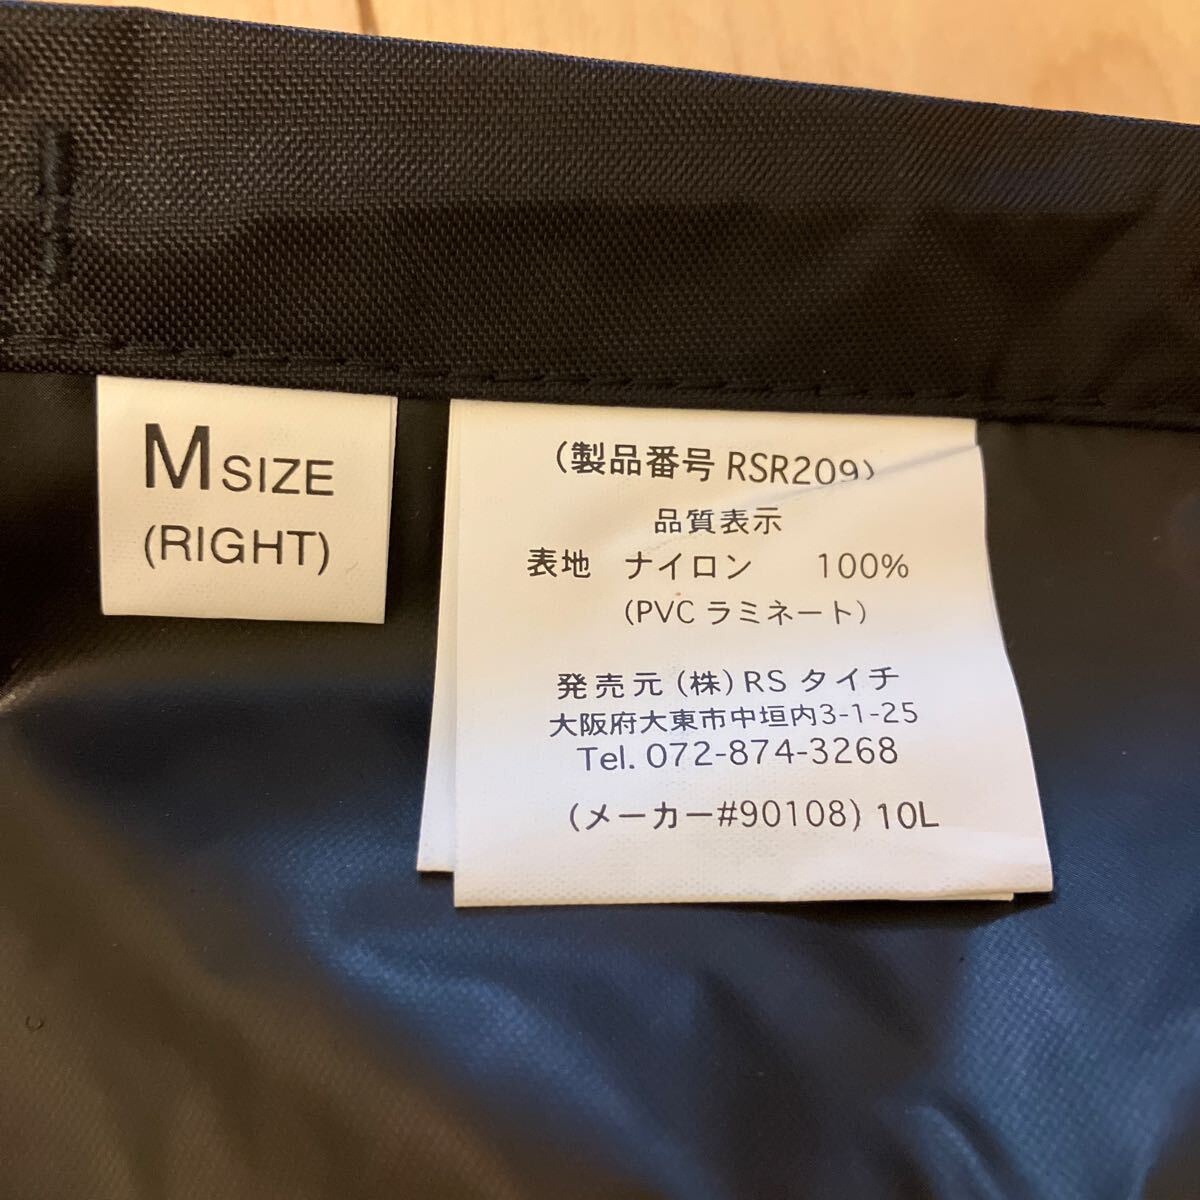 M SIZE
(RIGHT)
(製品番号 RSR209)
品質表示
表地 ナイロン 100%
(PVC ラミネート)
発売元 (株) RS タイチ
大阪府大東市中垣内3-1-25
Tel. 072-874-3268
(メーカー#90108) 10L